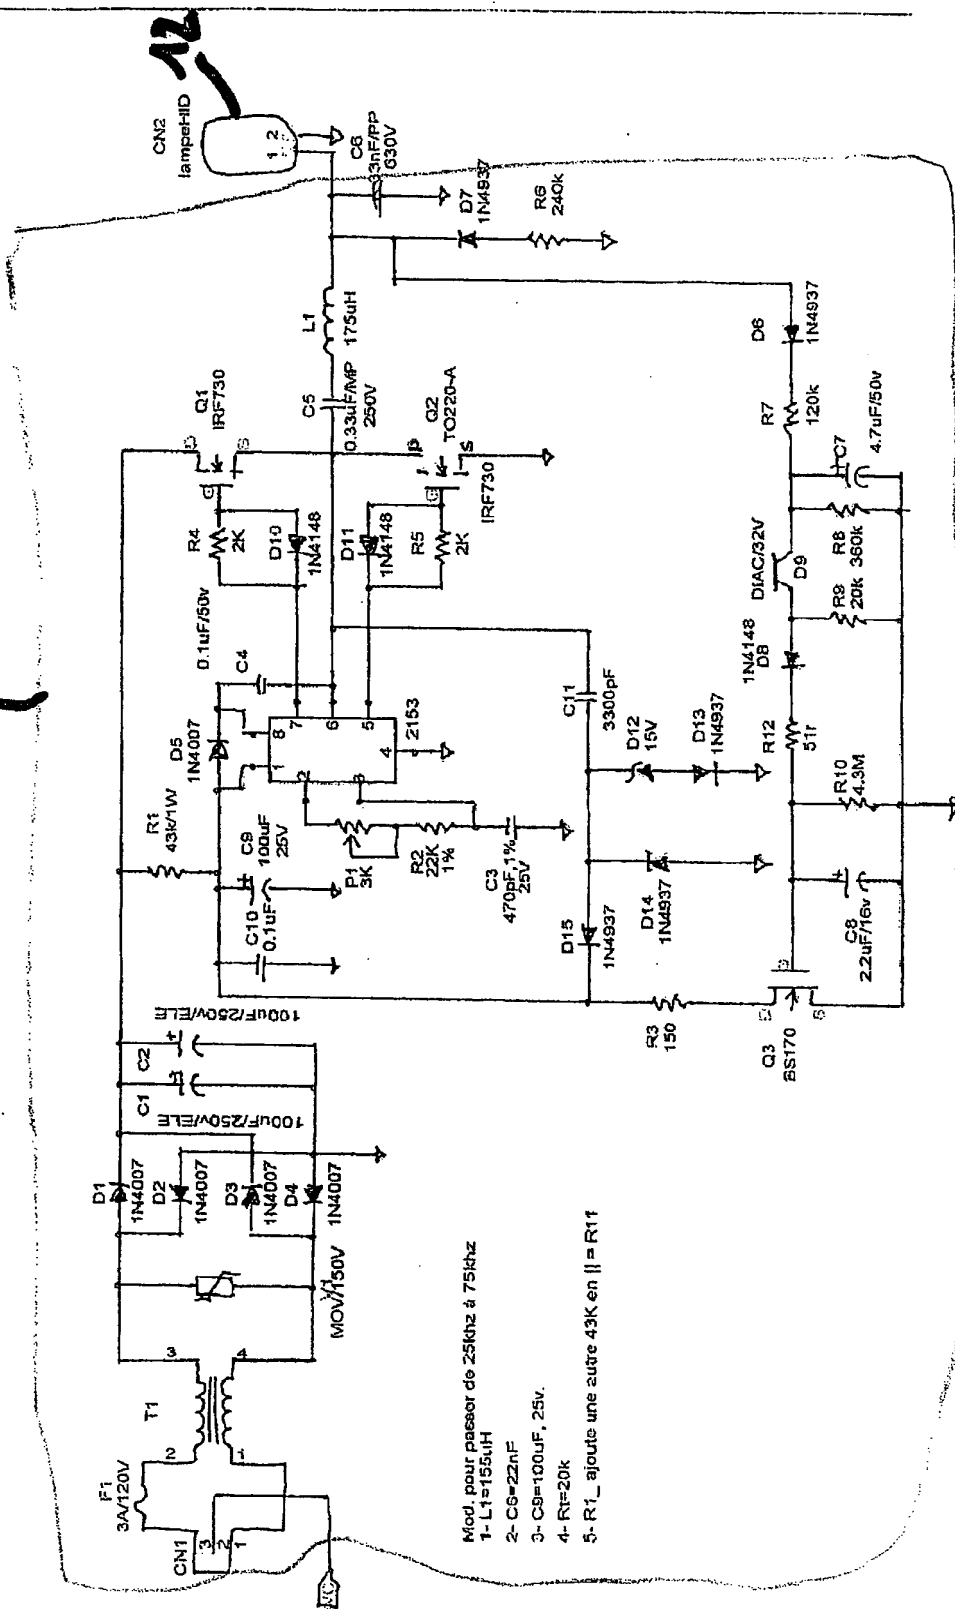 12
CN2
lampeHID
1 2
C6
33nF/PP
630V
D7
1N4937
R6
240k
L1
175uH
C5
0.33uF/MP
250V
Q1
IRF730
D
S
G
Q2
TO220-A
D
S
G
IRF730
R4
2K
D10
1N4148
D11
1N4148
R5
2K
D6
1N4937
R7
120k
C7
4.7uF/50v
R8
360k
DIAC/32V
D9
R9
20k
1N4148
D8
R12
51r
R10
4.3M
C8
2.2uF/16v
0.1uF/50v
C4
D5
1N4007
8
1
7
6
5
4
2
3
2153
R1
43k/1W
C9
100uF
25V
C10
0.1uF
P1
3K
R2
22K
1%
C3
470pF,1%
25V
C11
3300pF
D12
15V
D13
1N4937
D14
1N4937
D15
1N4937
R3
150
Q3
BS170
D
S
G
100uF/250v/ELE
C2
C1
100uF/250v/ELE
D1
1N4007
D2
1N4007
D3
1N4007
D4
1N4007
MOV/150V
T1
2
3
1
4
F1
3A/120V
CN1
3
2
1
Mod. pour passer de 25khz à 75khz
1- L1=155uH
2- C6=22nF
3- C9=100uF, 25v.
4- Rt=20k
5- R1_ ajoute une autre 43K en || = R11